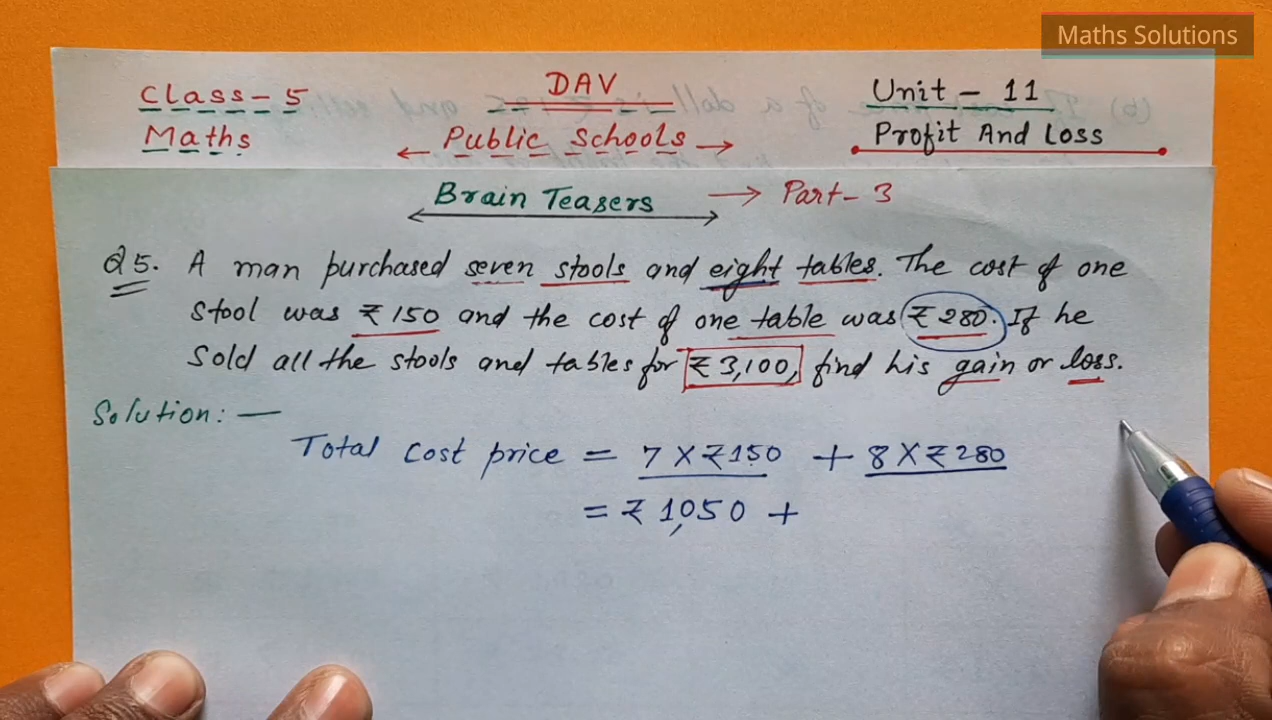 Maths Solutions
Class-5 DAV Unit - 11
Maths Public Schools Profit And Loss
Brain Teasers → Part-3
Q5. A man purchased seven stools and eight tables. The cost of one
stool was ₹150 and the cost of one table was ₹280. If he
sold all the stools and tables for ₹3,100, find his gain or loss.
Solution:—
Total cost price = 7 X ₹150 + 8 X ₹280
= ₹1,050 +